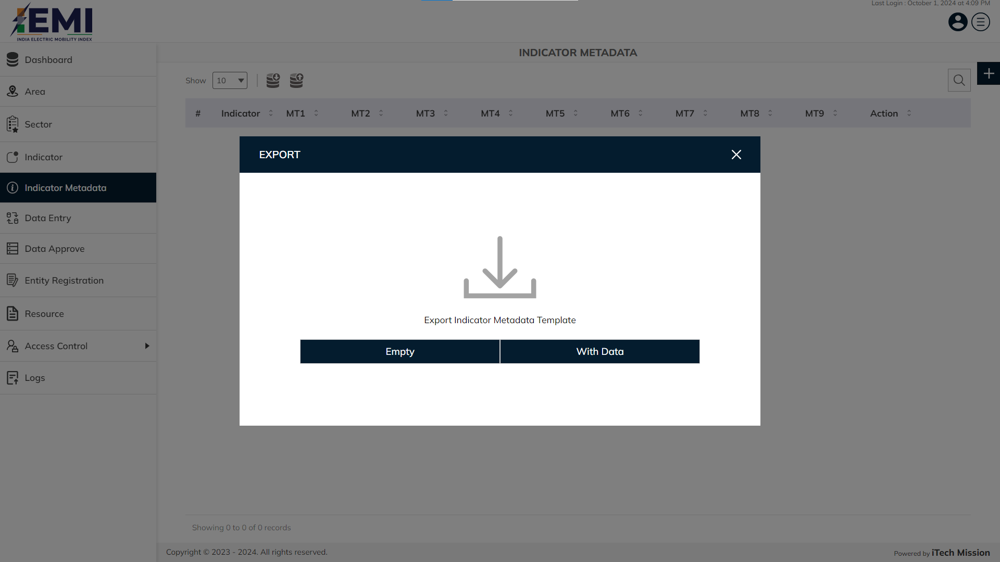 Last Login : October 1, 2024 at 4:09 PM
EMI
INDIA ELECTRIC MOBILITY INDEX
Dashboard
Area
Sector
Indicator
Indicator Metadata
Data Entry
Data Approve
Entity Registration
Resource
Access Control
Logs
INDICATOR METADATA
Show 10
# Indicator MT1 MT2 MT3 MT4 MT5 MT6 MT7 MT8 MT9 Action
EXPORT
Export Indicator Metadata Template
Empty With Data
Showing 0 to 0 of 0 records
Copyright © 2023 - 2024. All rights reserved.
Powered by iTech Mission